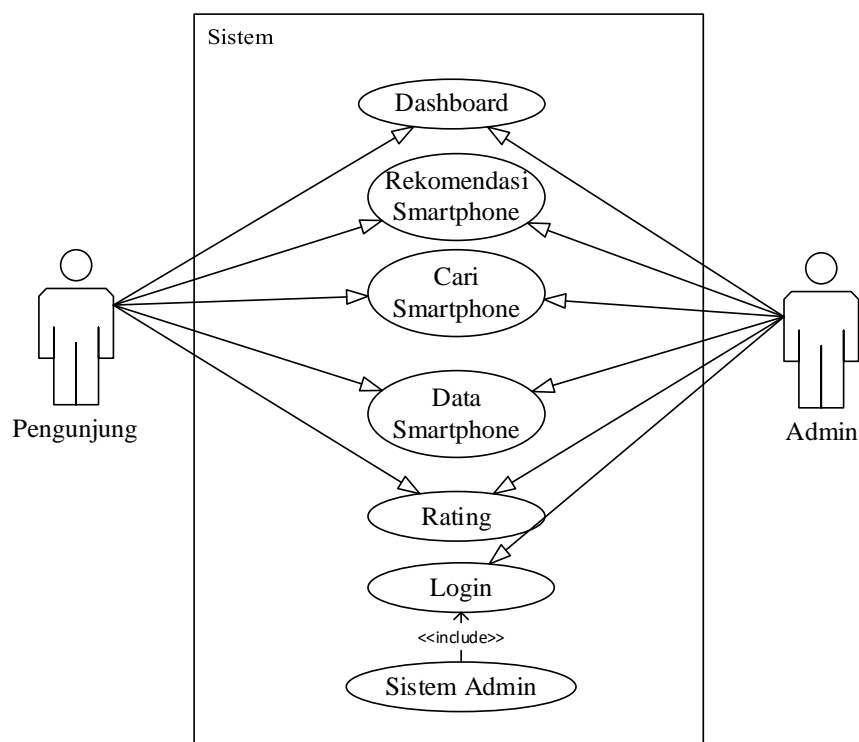 Sistem
Dashboard
Rekomendasi
Smartphone
Cari
Smartphone
Data
Smartphone
Pengunjung
Admin
Rating
Login
<<include>>
Sistem Admin